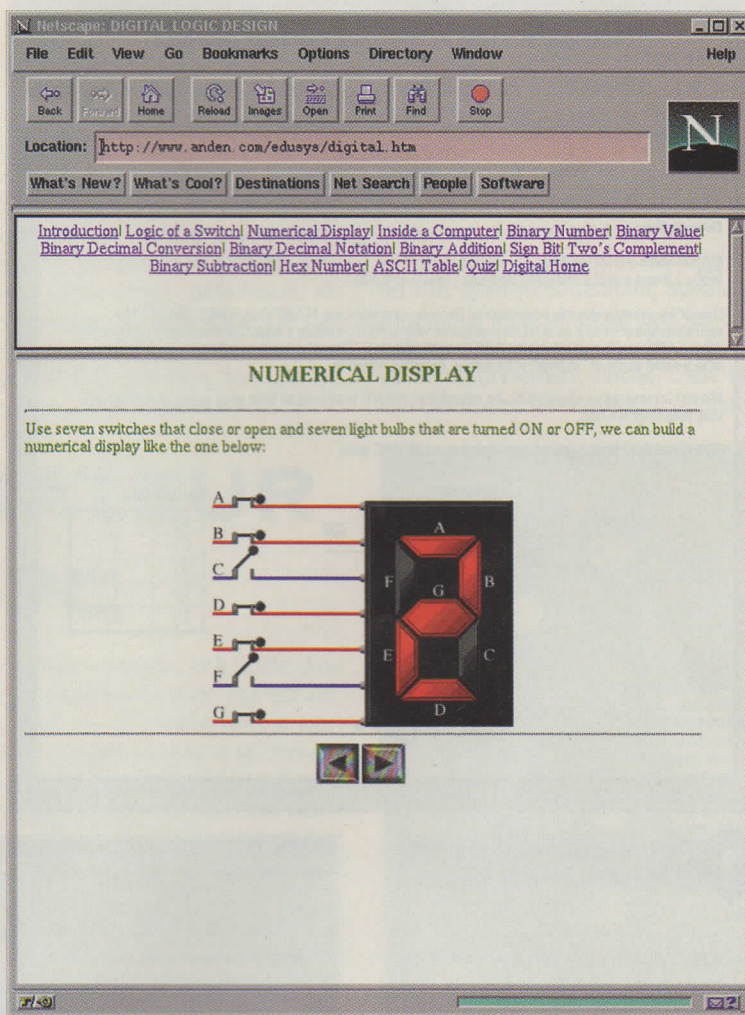 N Netscape: DIGITAL LOGIC DESIGN
File Edit View Go Bookmarks Options Directory Window Help
Back Forward Home Reload Images Open Print Find Stop
N
Location: http://www.anden.com/edusys/digital.htm
What's New? What's Cool? Destinations Net Search People Software
Introduction| Logic of a Switch| Numerical Display| Inside a Computer| Binary Number| Binary Value|
Binary Decimal Conversion| Binary Decimal Notation| Binary Addition| Sign Bit| Two's Complement|
Binary Subtraction| Hex Number| ASCII Table| Quiz| Digital Home
NUMERICAL DISPLAY
Use seven switches that close or open and seven light bulbs that are turned ON or OFF, we can build a
numerical display like the one below:
A
B
C
D
E
F
G
A
F
B
G
E
C
D
?